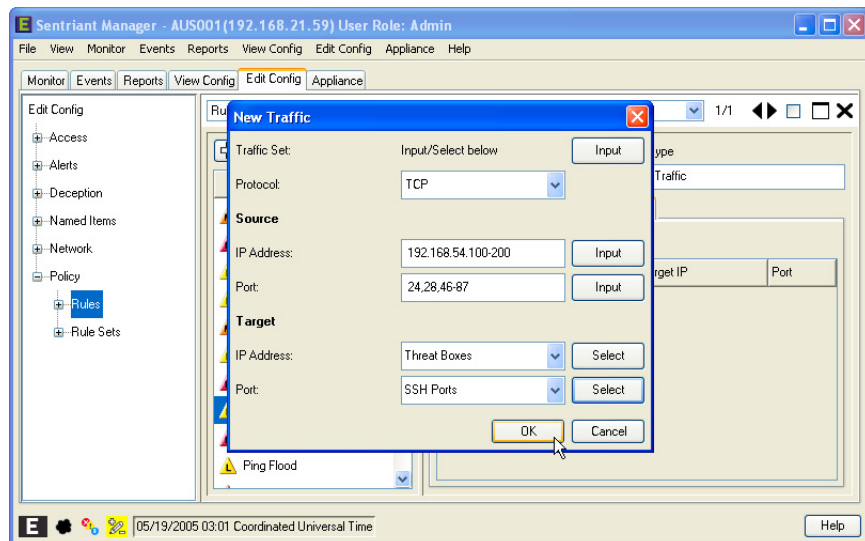 Sentriant Manager - AUS001(192.168.21.59) User Role: Admin
File View Monitor Events Reports View Config Edit Config Appliance Help
Monitor Events Reports View Config Edit Config Appliance
Edit Config
Access
Alerts
Deception
Named Items
Network
Policy
Rules
Rule Sets
Ru
1/1
New Traffic
Traffic Set: Input/Select below Input
Protocol: TCP
Source
IP Address: 192.168.54.100-200 Input
Port: 24,28,46-87 Input
Target
IP Address: Threat Boxes Select
Port: SSH Ports Select
OK Cancel
ype
Traffic
rget IP Port
L Ping Flood
E 05/19/2005 03:01 Coordinated Universal Time Help